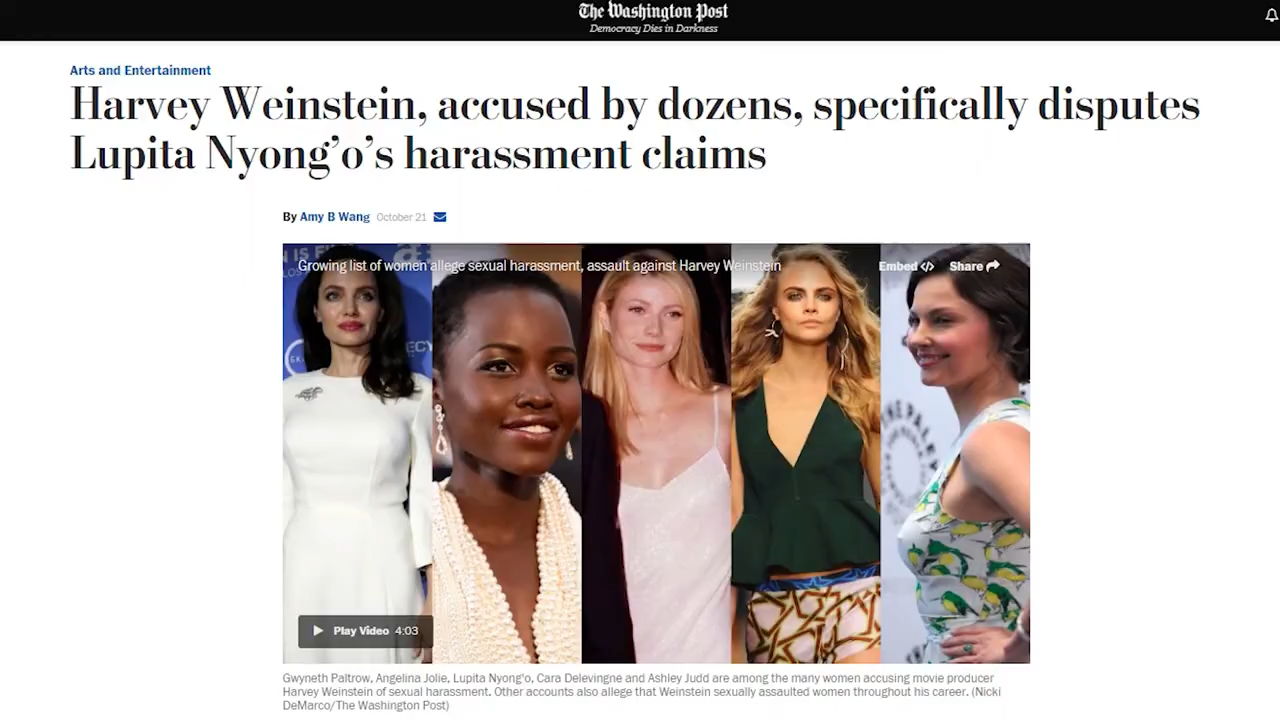 The Washington Post
Democracy Dies in Darkness
Arts and Entertainment
Harvey Weinstein, accused by dozens, specifically disputes
Lupita Nyong’o’s harassment claims
By Amy B Wang October 21
Growing list of women allege sexual harassment, assault against Harvey Weinstein
Embed </> Share
Play Video 4:03
Gwyneth Paltrow, Angelina Jolie, Lupita Nyong'o, Cara Delevingne and Ashley Judd are among the many women accusing movie producer
Harvey Weinstein of sexual harassment. Other accounts also allege that Weinstein sexually assaulted women throughout his career. (Nicki
DeMarco/The Washington Post)